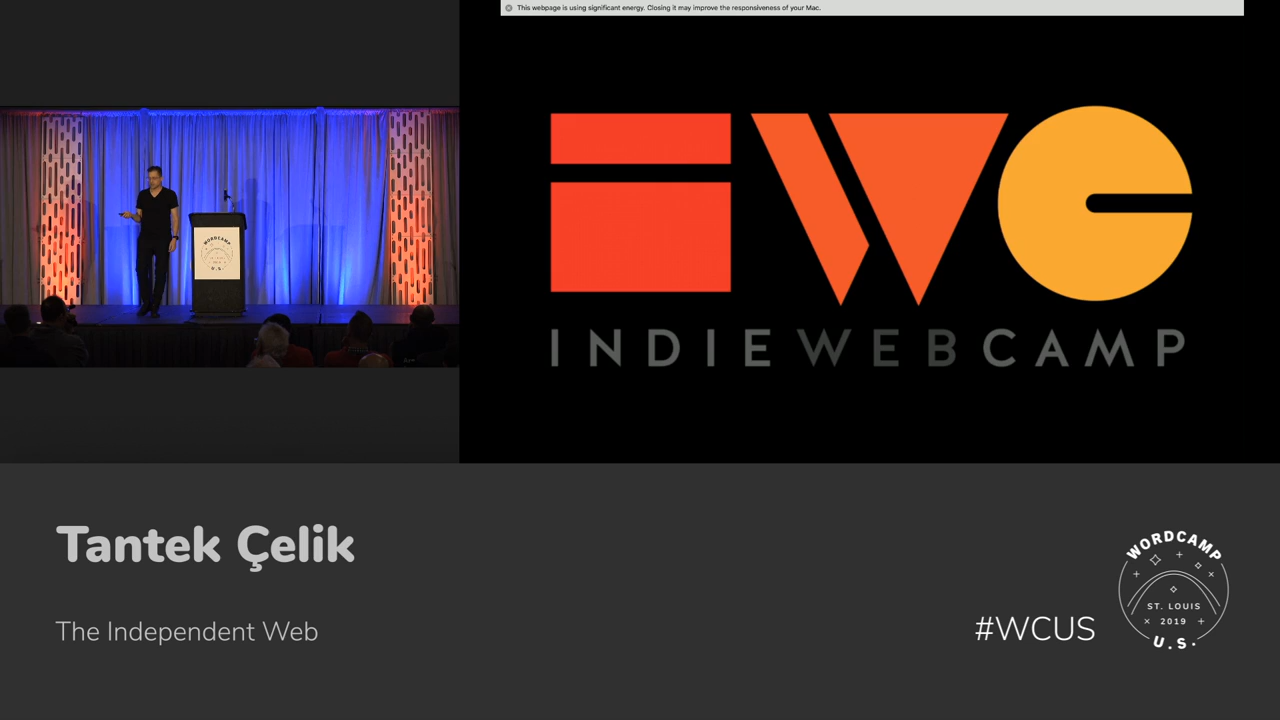 This webpage is using significant energy. Closing it may improve the responsiveness of your Mac.
INDIEWEBCAMP
WORDCAMP
U.S.
Tantek Çelik
The Independent Web
#WCUS
WORDCAMP
ST. LOUIS
2019
U.S.